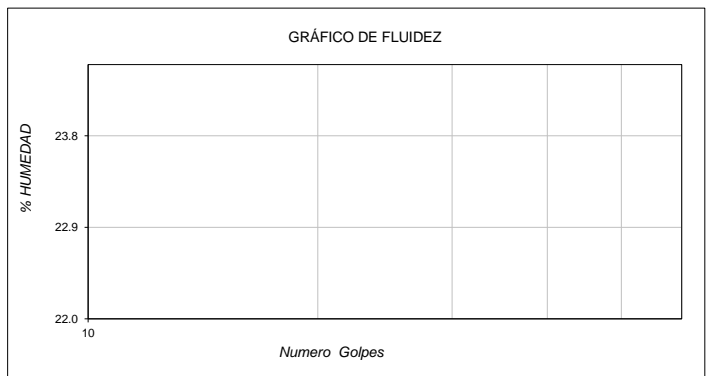 GRÁFICO DE FLUIDEZ
% HUMEDAD
23.8
22.9
22.0
10
Numero Golpes